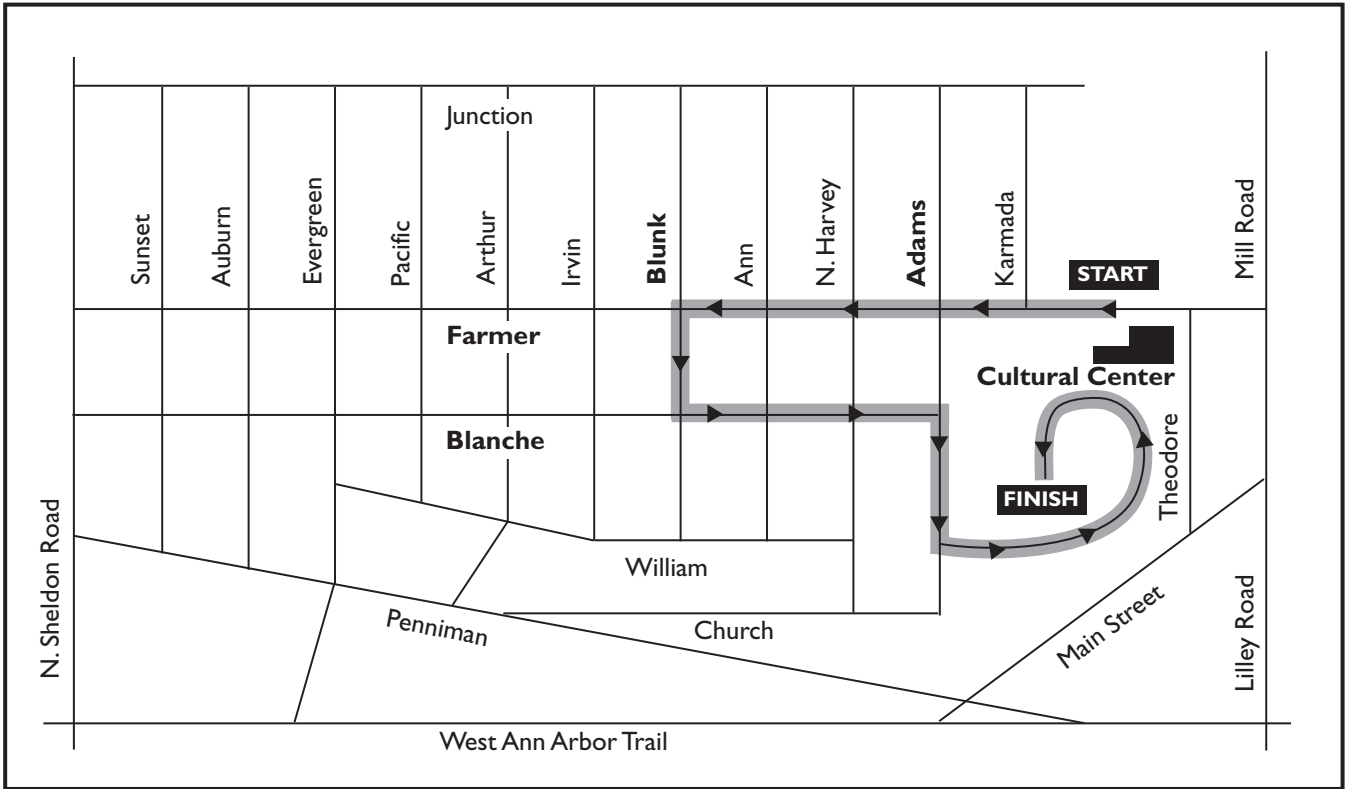 Junction
Sunset
Auburn
Evergreen
Pacific
Arthur
Irvin
Blunk
Ann
N. Harvey
Adams
Karmada
Mill Road
START
Farmer
Cultural Center
Blanche
Theodore
FINISH
N. Sheldon Road
William
Penniman
Church
Main Street
Lilley Road
West Ann Arbor Trail